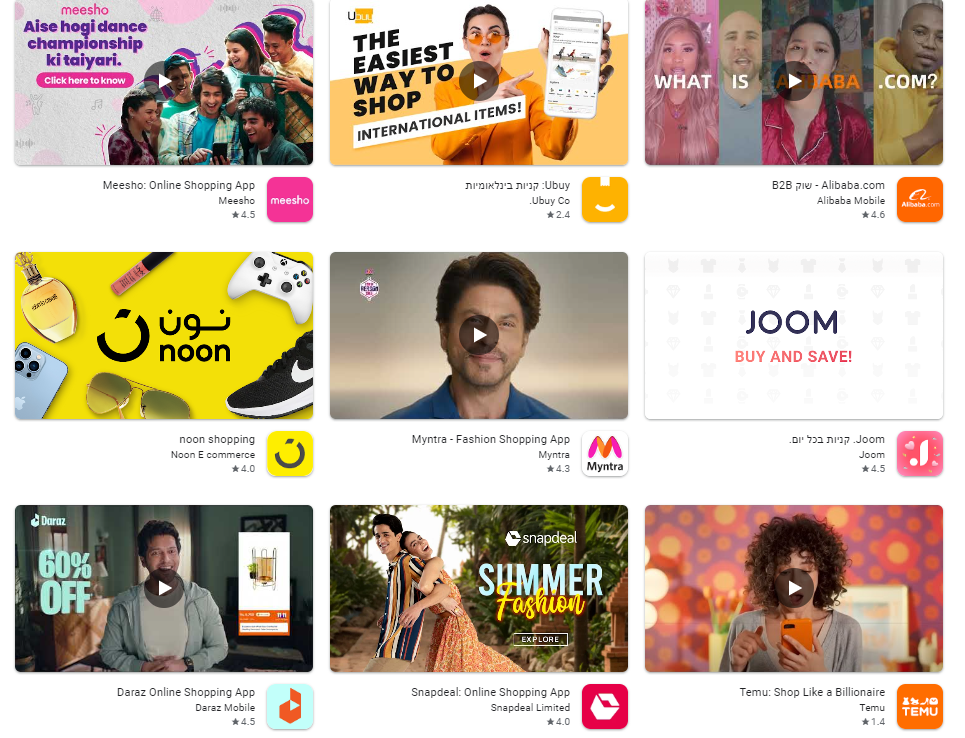 meesho
Aise hogi dance
championship
ki taiyari.
Click here to know
Meesho: Online Shopping App
Meesho
4.5
meesho
Ubuy
THE
EASIEST
WAY TO
SHOP
INTERNATIONAL ITEMS!
Ubuy: קניות בינלאומיות
Ubuy Co.
2.4
WHAT IS ALIBABA .COM?
Alibaba.com - שוק B2B
Alibaba Mobile
4.6
Alibaba.com
نون
noon
noon shopping
Noon E commerce
4.0
Myntra - Fashion Shopping App
Myntra
4.3
Myntra
JOOM
BUY AND SAVE!
Joom. קניות בכל יום.
Joom
4.5
Daraz
60%
OFF
Daraz Online Shopping App
Daraz Mobile
4.5
snapdeal
SUMMER
Fashion
EXPLORE
Snapdeal: Online Shopping App
Snapdeal Limited
4.0
Temu: Shop Like a Billionaire
Temu
1.4
TEMU